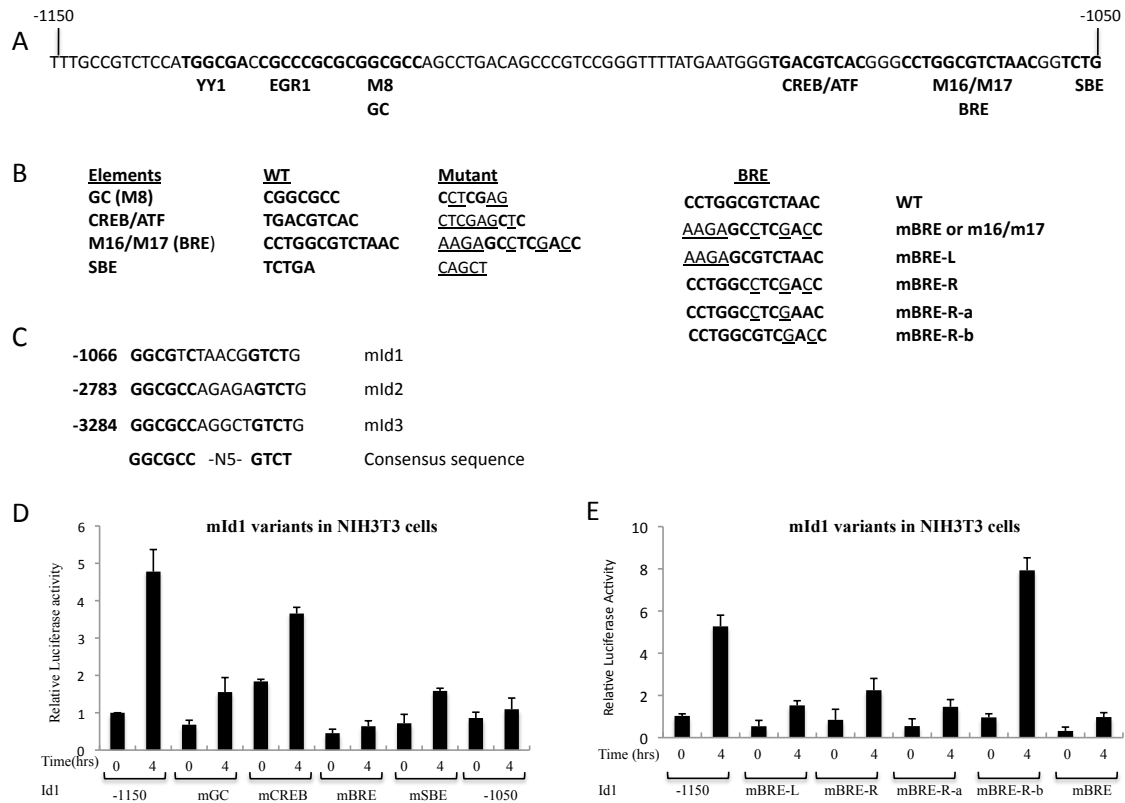 -1150 -1050
A
TTTGCCGTCTCCATGGCGACCGCCCGCGCGGCGCCAGCCTGACAGCCCGTCCGGGTTTTATGAATGGGTGACGTCACGGGCCTGGCGTCTAACGGTCTG
YY1 EGR1 M8 CREB/ATF M16/M17 SBE
GC BRE
B
Elements WT Mutant
GC (M8) CGGCGCC CCTCGAG
CREB/ATF TGACGTCAC CTCGAGCTC
M16/M17 (BRE) CCTGGCGTCTAAC AAGAGCCTCGACC
SBE TCTGA CAGCT
BRE
CCTGGCGTCTAAC WT
AAGAGCCTCGACC mBRE or m16/m17
AAGAGCGTCTAAC mBRE-L
CCTGGCCTCGACC mBRE-R
CCTGGCCTCGAAC mBRE-R-a
CCTGGCGTCGACC mBRE-R-b
C
-1066 GGCGTCTAACGGTCTG mId1
-2783 GGCGCCAGAGAGTCTG mId2
-3284 GGCGCCAGGCTGTCTG mId3
GGCGCC -N5- GTCT Consensus sequence
D
mId1 variants in NIH3T3 cells
Relative Luciferase activity
6
5
4
3
2
1
0
Time(hrs) 0 4 0 4 0 4 0 4 0 4 0 4
Id1 -1150 mGC mCREB mBRE mSBE -1050
E
mId1 variants in NIH3T3 cells
Relative Luciferase Activity
10
8
6
4
2
0
Time(hrs) 0 4 0 4 0 4 0 4 0 4 0 4
Id1 -1150 mBRE-L mBRE-R mBRE-R-a mBRE-R-b mBRE